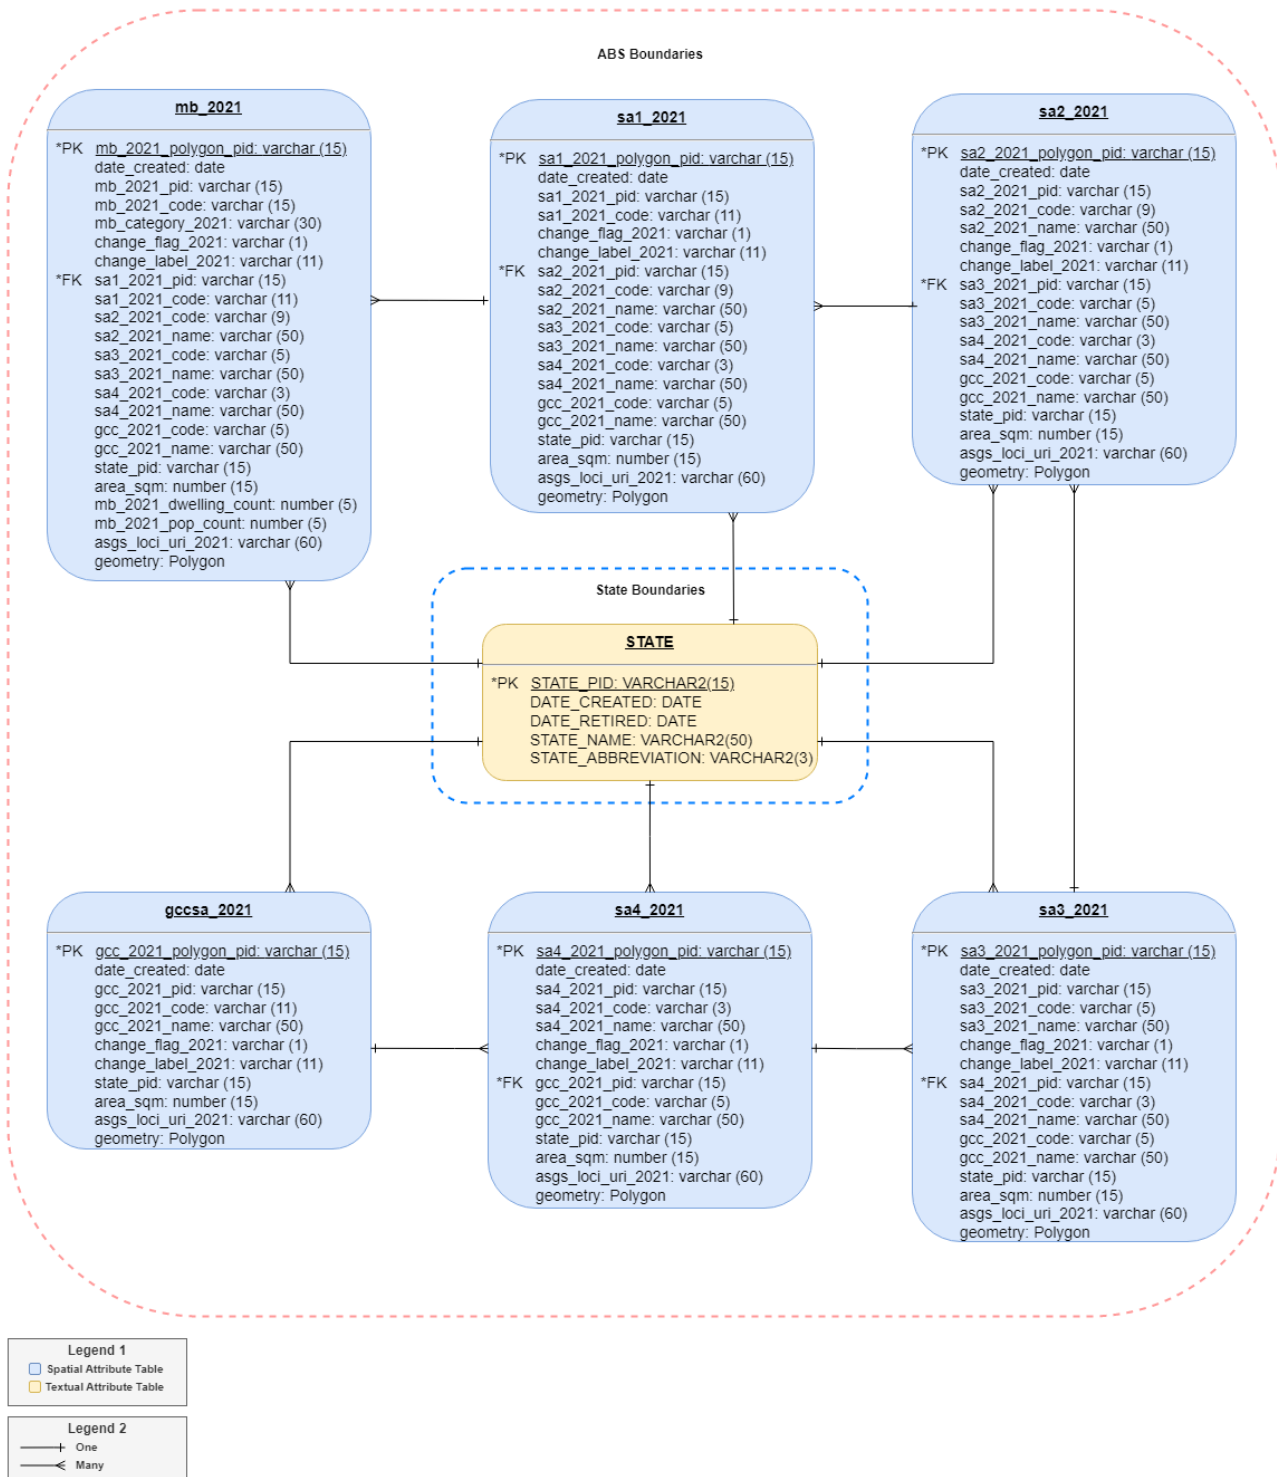 ABS Boundaries
mb_2021
*PK mb_2021_polygon_pid: varchar (15)
date_created: date
mb_2021_pid: varchar (15)
mb_2021_code: varchar (15)
mb_category_2021: varchar (30)
change_flag_2021: varchar (1)
change_label_2021: varchar (11)
*FK sa1_2021_pid: varchar (15)
sa1_2021_code: varchar (11)
sa2_2021_code: varchar (9)
sa2_2021_name: varchar (50)
sa3_2021_code: varchar (5)
sa3_2021_name: varchar (50)
sa4_2021_code: varchar (3)
sa4_2021_name: varchar (50)
gcc_2021_code: varchar (5)
gcc_2021_name: varchar (50)
state_pid: varchar (15)
area_sqm: number (15)
mb_2021_dwelling_count: number (5)
mb_2021_pop_count: number (5)
asgs_loci_uri_2021: varchar (60)
geometry: Polygon
sa1_2021
*PK sa1_2021_polygon_pid: varchar (15)
date_created: date
sa1_2021_pid: varchar (15)
sa1_2021_code: varchar (11)
change_flag_2021: varchar (1)
change_label_2021: varchar (11)
*FK sa2_2021_pid: varchar (15)
sa2_2021_code: varchar (9)
sa2_2021_name: varchar (50)
sa3_2021_code: varchar (5)
sa3_2021_name: varchar (50)
sa4_2021_code: varchar (3)
sa4_2021_name: varchar (50)
gcc_2021_code: varchar (5)
gcc_2021_name: varchar (50)
state_pid: varchar (15)
area_sqm: number (15)
asgs_loci_uri_2021: varchar (60)
geometry: Polygon
sa2_2021
*PK sa2_2021_polygon_pid: varchar (15)
date_created: date
sa2_2021_pid: varchar (15)
sa2_2021_code: varchar (9)
sa2_2021_name: varchar (50)
change_flag_2021: varchar (1)
change_label_2021: varchar (11)
*FK sa3_2021_pid: varchar (15)
sa3_2021_code: varchar (5)
sa3_2021_name: varchar (50)
sa4_2021_code: varchar (3)
sa4_2021_name: varchar (50)
gcc_2021_code: varchar (5)
gcc_2021_name: varchar (50)
state_pid: varchar (15)
area_sqm: number (15)
asgs_loci_uri_2021: varchar (60)
geometry: Polygon
State Boundaries
STATE
*PK STATE_PID: VARCHAR2(15)
DATE_CREATED: DATE
DATE_RETIRED: DATE
STATE_NAME: VARCHAR2(50)
STATE_ABBREVIATION: VARCHAR2(3)
gccsa_2021
*PK gcc_2021_polygon_pid: varchar (15)
date_created: date
gcc_2021_pid: varchar (15)
gcc_2021_code: varchar (11)
gcc_2021_name: varchar (50)
change_flag_2021: varchar (1)
change_label_2021: varchar (11)
state_pid: varchar (15)
area_sqm: number (15)
asgs_loci_uri_2021: varchar (60)
geometry: Polygon
sa4_2021
*PK sa4_2021_polygon_pid: varchar (15)
date_created: date
sa4_2021_pid: varchar (15)
sa4_2021_code: varchar (3)
sa4_2021_name: varchar (50)
change_flag_2021: varchar (1)
change_label_2021: varchar (11)
*FK gcc_2021_pid: varchar (15)
gcc_2021_code: varchar (5)
gcc_2021_name: varchar (50)
state_pid: varchar (15)
area_sqm: number (15)
asgs_loci_uri_2021: varchar (60)
geometry: Polygon
sa3_2021
*PK sa3_2021_polygon_pid: varchar (15)
date_created: date
sa3_2021_pid: varchar (15)
sa3_2021_code: varchar (5)
sa3_2021_name: varchar (50)
change_flag_2021: varchar (1)
change_label_2021: varchar (11)
*FK sa4_2021_pid: varchar (15)
sa4_2021_code: varchar (3)
sa4_2021_name: varchar (50)
gcc_2021_code: varchar (5)
gcc_2021_name: varchar (50)
state_pid: varchar (15)
area_sqm: number (15)
asgs_loci_uri_2021: varchar (60)
geometry: Polygon
Legend 1
Spatial Attribute Table
Textual Attribute Table
Legend 2
One
Many